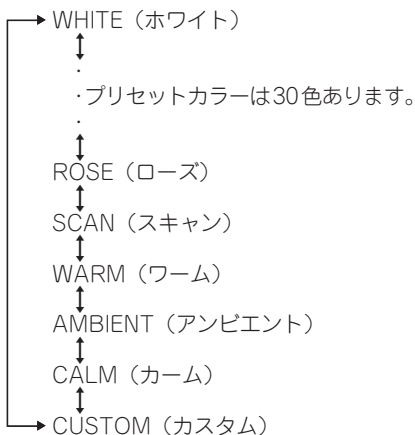 WHITE（ホワイト）
・
・プリセットカラーは30色あります。
・
ROSE（ローズ）
SCAN（スキャン）
WARM（ワーム）
AMBIENT（アンビエント）
CALM（カーム）
CUSTOM（カスタム）